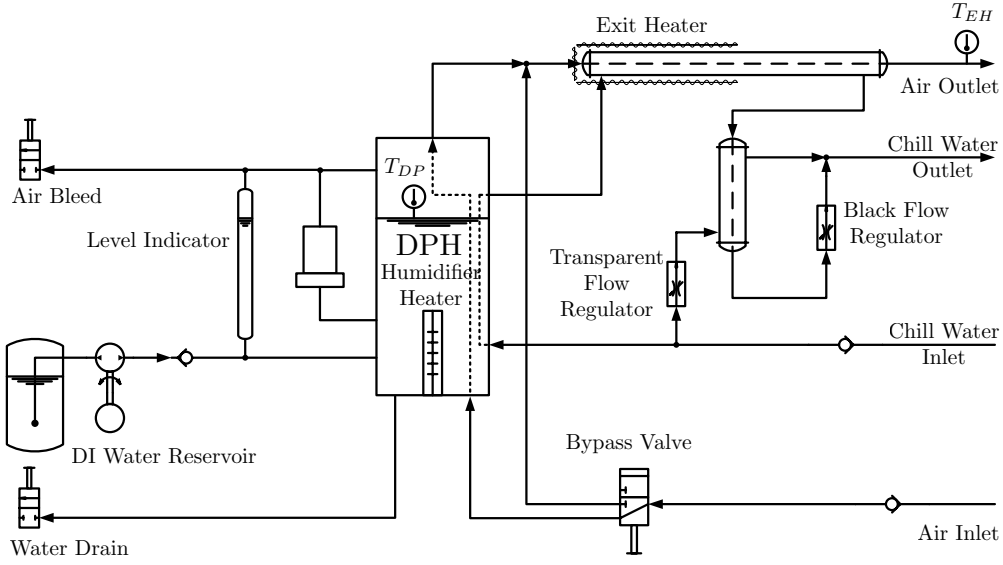 T_EH
Exit Heater
Air Outlet
Chill Water
Outlet
T_DP
Air Bleed
Black Flow
Regulator
Level Indicator
DPH
Humidifier
Heater
Transparent
Flow
Regulator
Chill Water
Inlet
DI Water Reservoir
Bypass Valve
Air Inlet
Water Drain